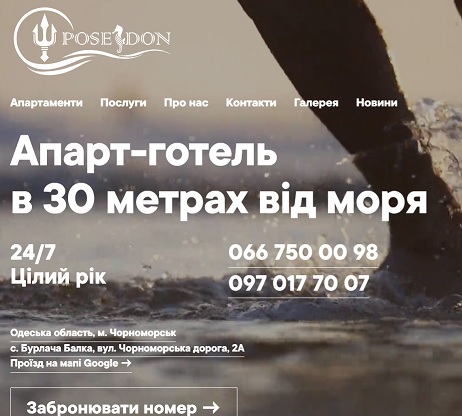 POSEIDON
Апартаменти Послуги Про нас Контакти Галерея Новини
Апарт-готель
в 30 метрах від моря
24/7
Цілий рік
066 750 00 98
097 017 70 07
Одеська область, м. Чорноморськ
с. Бурлача Балка, вул. Чорноморська дорога, 2А
Проїзд на мапі Google →
Забронювати номер →